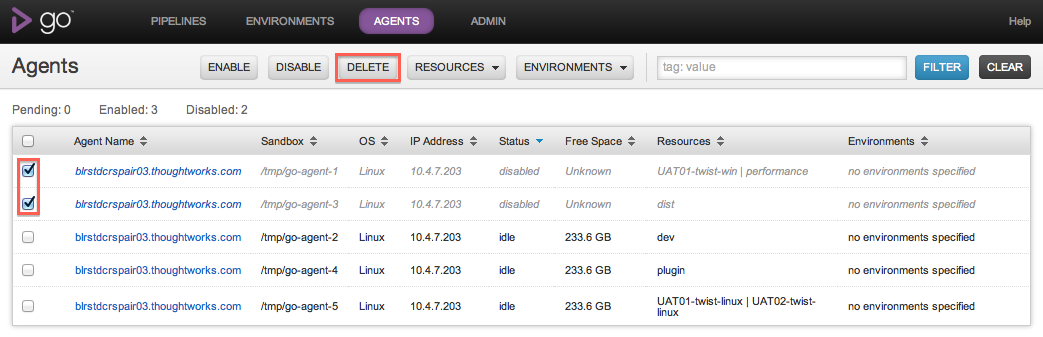 go™ PIPELINES ENVIRONMENTS AGENTS ADMIN Help
Agents ENABLE DISABLE DELETE RESOURCES ENVIRONMENTS tag: value FILTER CLEAR
Pending: 0 Enabled: 3 Disabled: 2
Agent Name Sandbox OS IP Address Status Free Space Resources Environments
blrstdcrspair03.thoughtworks.com /tmp/go-agent-1 Linux 10.4.7.203 disabled Unknown UAT01-twist-win | performance no environments specified
blrstdcrspair03.thoughtworks.com /tmp/go-agent-3 Linux 10.4.7.203 disabled Unknown dist no environments specified
blrstdcrspair03.thoughtworks.com /tmp/go-agent-2 Linux 10.4.7.203 idle 233.6 GB dev no environments specified
blrstdcrspair03.thoughtworks.com /tmp/go-agent-4 Linux 10.4.7.203 idle 233.6 GB plugin no environments specified
blrstdcrspair03.thoughtworks.com /tmp/go-agent-5 Linux 10.4.7.203 idle 233.6 GB UAT01-twist-linux | UAT02-twist- no environments specified
linux